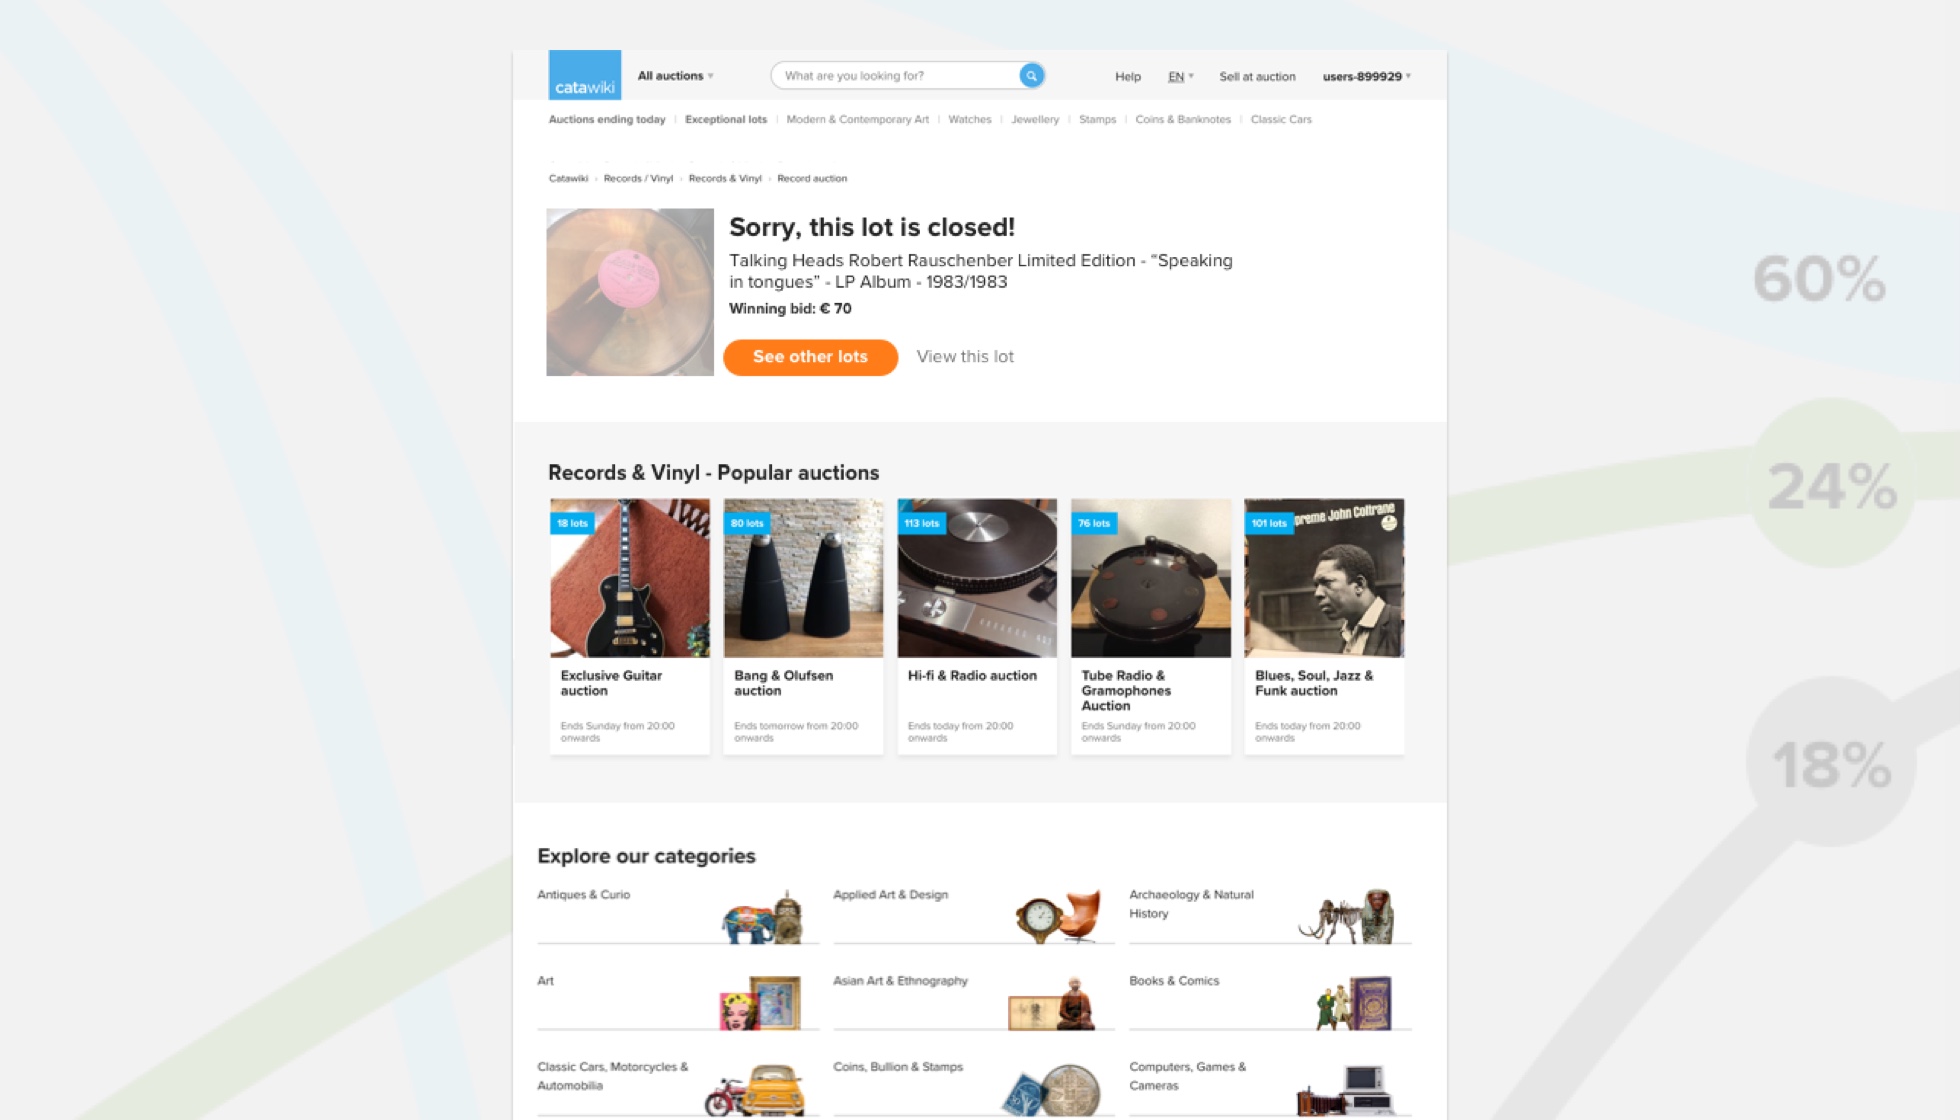 catawiki
All auctions
What are you looking for?
Help
EN
Sell at auction
users-899929
Auctions ending today
Exceptional lots
Modern & Contemporary Art
Watches
Jewellery
Stamps
Coins & Banknotes
Classic Cars
Catawiki
Records / Vinyl
Records & Vinyl
Record auction
Sorry, this lot is closed!
Talking Heads Robert Rauschenber Limited Edition - “Speaking
in tongues” - LP Album - 1983/1983
Winning bid: € 70
See other lots
View this lot
60%
24%
18%
Records & Vinyl - Popular auctions
18 lots
Exclusive Guitar
auction
Ends Sunday from 20:00
onwards
80 lots
Bang & Olufsen
auction
Ends tomorrow from 20:00
onwards
113 lots
Hi-fi & Radio auction
Ends today from 20:00
onwards
76 lots
Tube Radio &
Gramophones
Auction
Ends Sunday from 20:00
onwards
101 lots
preme/John Coltrane
Blues, Soul, Jazz &
Funk auction
Ends today from 20:00
onwards
Explore our categories
Antiques & Curio
Applied Art & Design
Archaeology & Natural
History
Art
Asian Art & Ethnography
Books & Comics
Classic Cars, Motorcycles &
Automobilia
Coins, Bullion & Stamps
Computers, Games &
Cameras